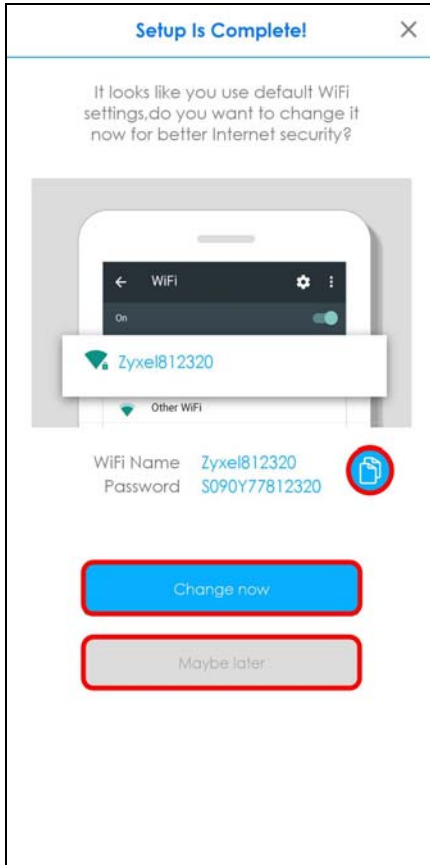 Setup Is Complete!
It looks like you use default WiFi
settings,do you want to change it
now for better Internet security?
WiFi
On
Zyxel812320
Other WiFi
WiFi Name Zyxel812320
Password S090Y77812320
Change now
Maybe later